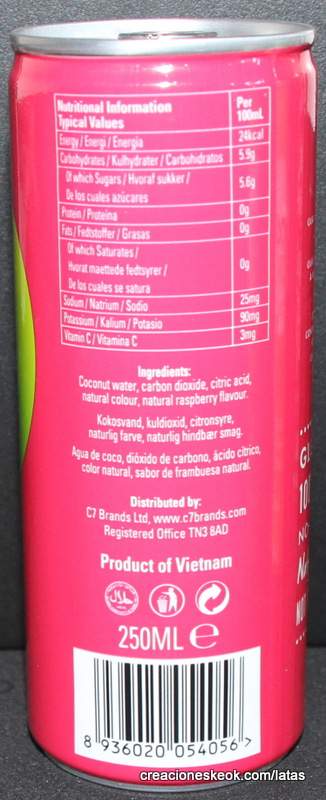 Nutritional Information
Typical Values
Per
100mL
Energy / Energi / Energia 24kcal
Carbohydrates / Kulhydrater / Carbohidratos 5.9g
Of which Sugars / Hvoraf sukker /
De los cuales azúcares 5.6g
Protein / Proteina 0g
Fats / Fedtstoffer / Grasas 0g
Of which Saturates /
Hvorat maettede fedtsyrer / 0g
De los cuales se satura
Sodium / Natrium / Sodio 25mg
Potassium / Kalium / Potasio 90mg
Vitamin C / Vitamina C 3mg
Ingredients:
Coconut water, carbon dioxide, citric acid,
natural colour, natural raspberry flavour.
Kokosvand, kuldioxid, citronsyre,
naturlig farve, naturlig hindbær smag.
Agua de coco, dióxido de carbono, ácido cítrico,
color natural, sabor de frambuesa natural.
Distributed by:
C7 Brands Ltd, www.c7brands.com
Registered Office TN3 8AD
Product of Vietnam
حلال
250ML ℮
8 936020 054056 >
creacioneskeok.com/latas